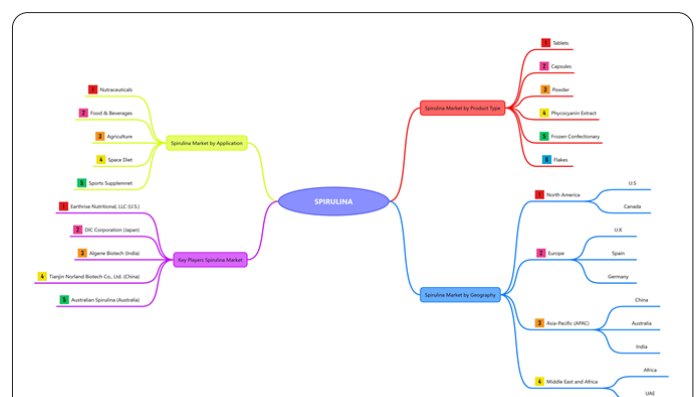 SPIRULINA
Spirulina Market by Product Type
1 Tablets
2 Capsules
3 Powder
4 Phycocyanin Extract
5 Frozen Confectionary
6 Flakes
Spirulina Market by Geography
1 North America
U.S
Canada
2 Europe
U.K
Spain
Germany
3 Asia-Pacific (APAC)
China
Australia
India
4 Middle East and Africa
Africa
UAE
Spirulina Market by Application
1 Nutraceuticals
2 Food & Beverages
3 Agriculture
4 Space Diet
5 Sports Supplemnet
Key Players Spirulina Market
1 Earthrise Nutritional, LLC (U.S.)
2 DIC Corporation (Japan)
3 Algene Biotech (India)
4 Tianjin Norland Biotech Co., Ltd. (China)
5 Australian Spirulina (Australia)